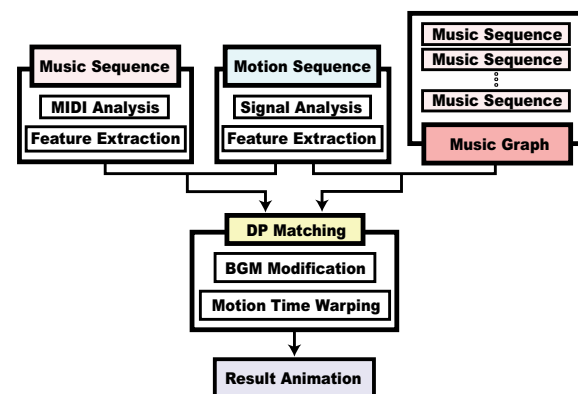 Music Sequence
MIDI Analysis
Feature Extraction
Motion Sequence
Signal Analysis
Feature Extraction
Music Sequence
Music Sequence
Music Sequence
Music Graph
DP Matching
BGM Modification
Motion Time Warping
Result Animation